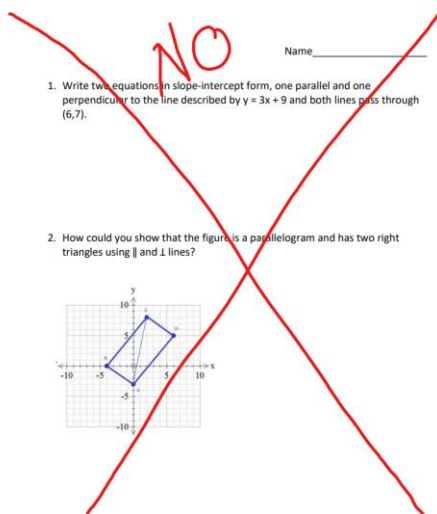 NO
Name
1. Write two equations in slope-intercept form, one parallel and one
perpendicular to the line described by y = 3x + 9 and both lines pass through
(6,7).
2. How could you show that the figure is a parallelogram and has two right
triangles using ∥ and ⊥ lines?
y
10
5
x
-10
-5
5
10
-5
-10